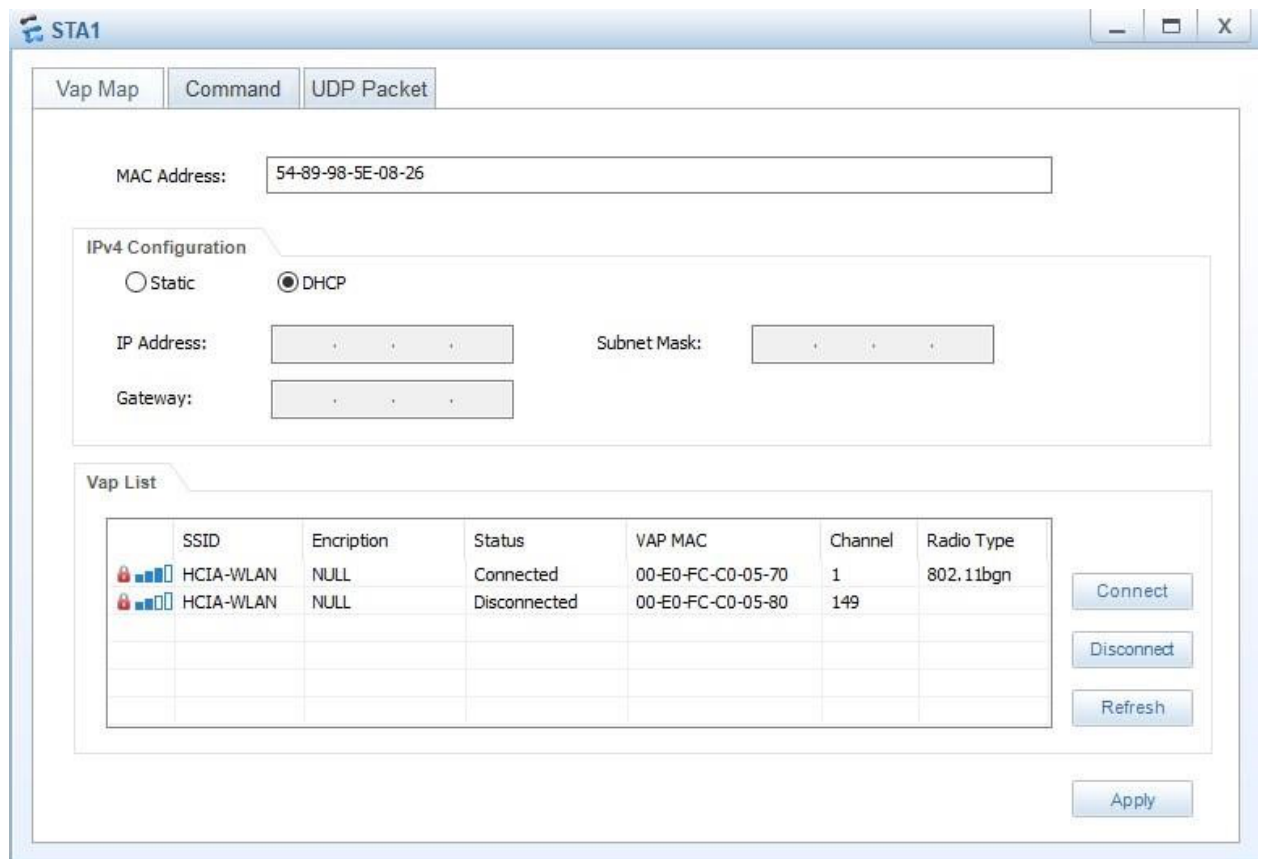 STA1
X
Vap Map Command UDP Packet
MAC Address: 54-89-98-5E-08-26
IPv4 Configuration
Static DHCP
IP Address: . . . Subnet Mask: . . .
Gateway: . . .
Vap List
SSID Encription Status VAP MAC Channel Radio Type
HCIA-WLAN NULL Connected 00-E0-FC-C0-05-70 1 802.11bgn
HCIA-WLAN NULL Disconnected 00-E0-FC-C0-05-80 149
Connect
Disconnect
Refresh
Apply